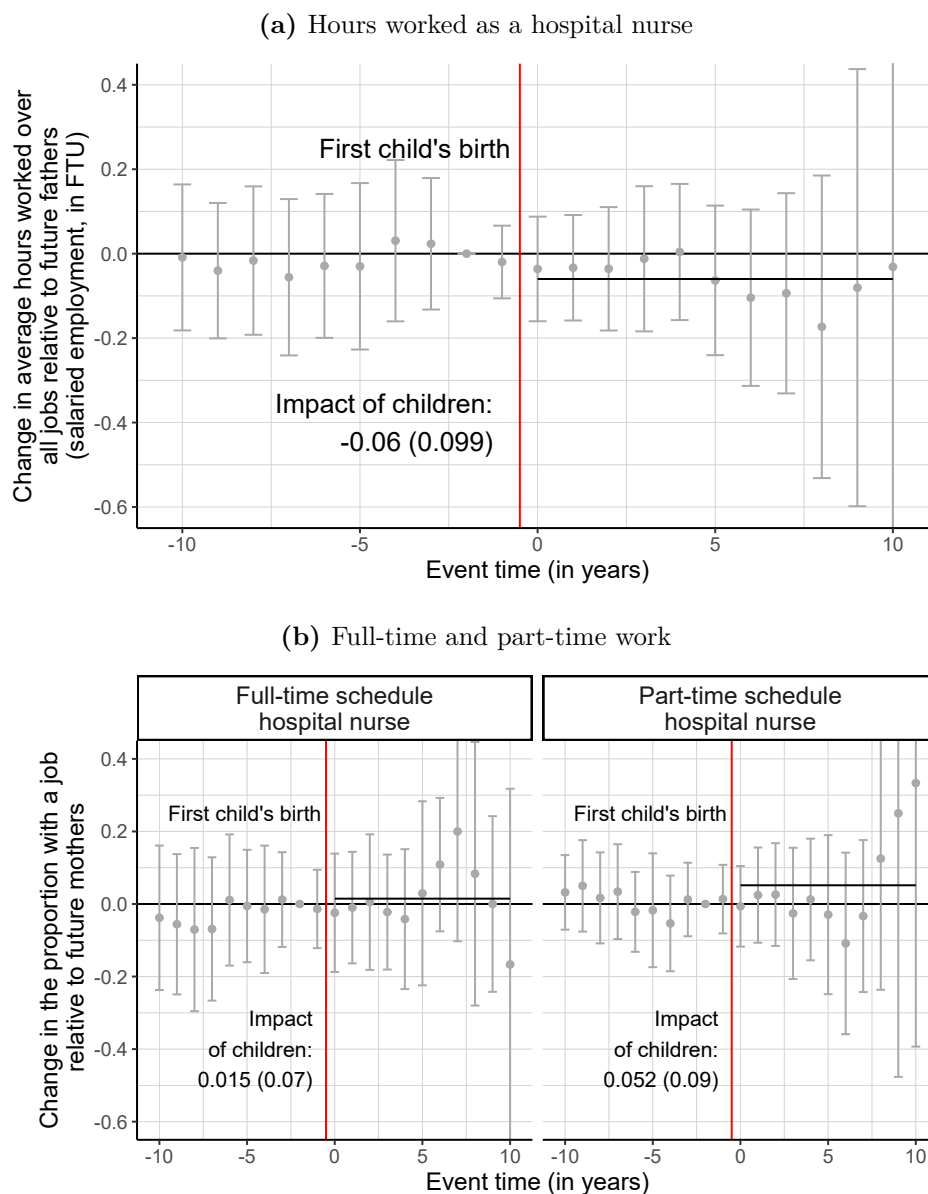 (a) Hours worked as a hospital nurse
Change in average hours worked over
all jobs relative to future fathers
(salaried employment, in FTU)
0.4
0.2
0.0
-0.2
-0.4
-0.6
First child's birth
Impact of children:
-0.06 (0.099)
-10
-5
0
5
10
Event time (in years)
(b) Full-time and part-time work
Full-time schedule
hospital nurse
Part-time schedule
hospital nurse
Change in the proportion with a job
relative to future mothers
0.4
0.2
0.0
-0.2
-0.4
-0.6
First child's birth
Impact
of children:
0.015 (0.07)
First child's birth
Impact
of children:
0.052 (0.09)
-10
-5
0
5
10
-10
-5
0
5
10
Event time (in years)